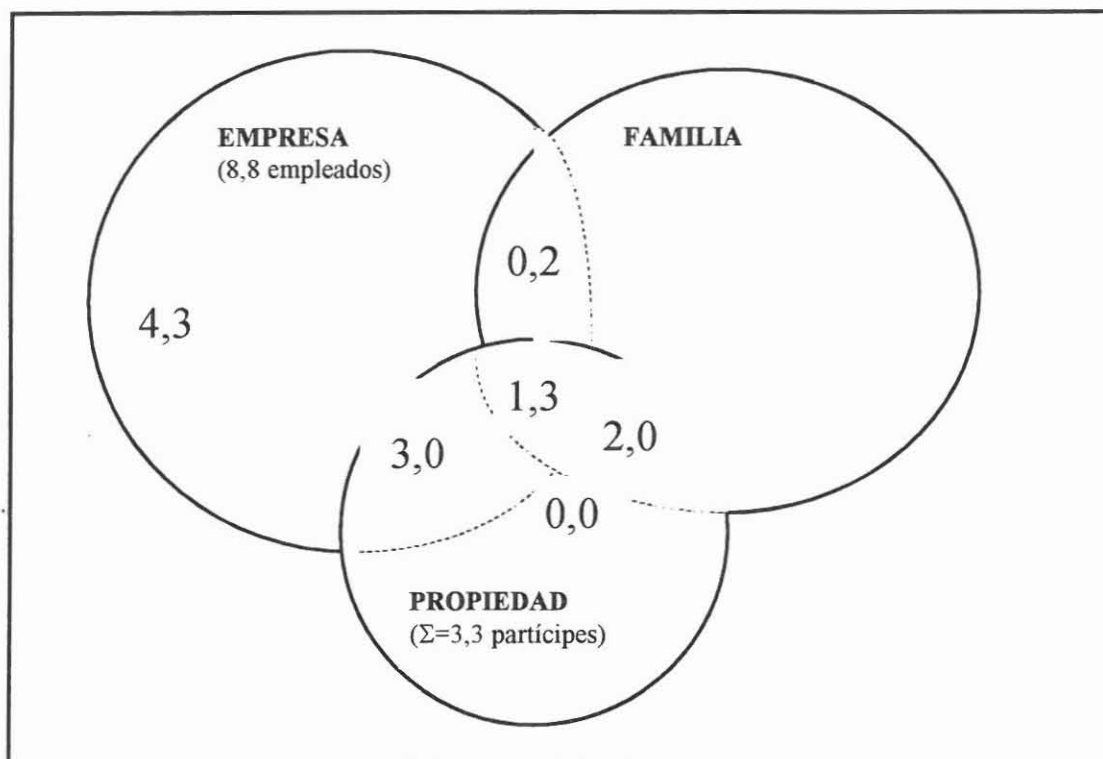 EMPRESA
(8,8 empleados)
FAMILIA
0,2
4,3
1,3
2,0
3,0
0,0
PROPIEDAD
(Σ=3,3 partícipes)